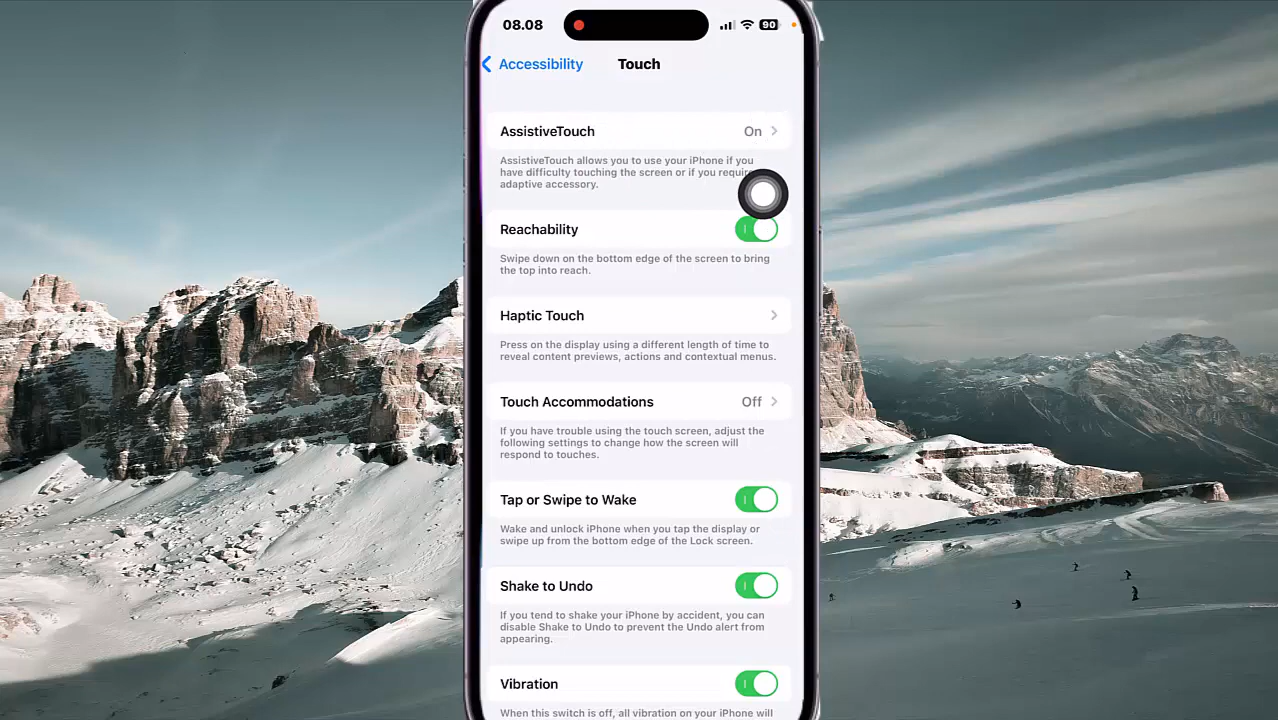 08.08
90
Accessibility
Touch
AssistiveTouch
On
AssistiveTouch allows you to use your iPhone if you
have difficulty touching the screen or if you require
adaptive accessory.
Reachability
Swipe down on the bottom edge of the screen to bring
the top into reach.
Haptic Touch
Press on the display using a different length of time to
reveal content previews, actions and contextual menus.
Touch Accommodations
Off
If you have trouble using the touch screen, adjust the
following settings to change how the screen will
respond to touches.
Tap or Swipe to Wake
Wake and unlock iPhone when you tap the display or
swipe up from the bottom edge of the Lock screen.
Shake to Undo
If you tend to shake your iPhone by accident, you can
disable Shake to Undo to prevent the Undo alert from
appearing.
Vibration
When this switch is off, all vibration on your iPhone will